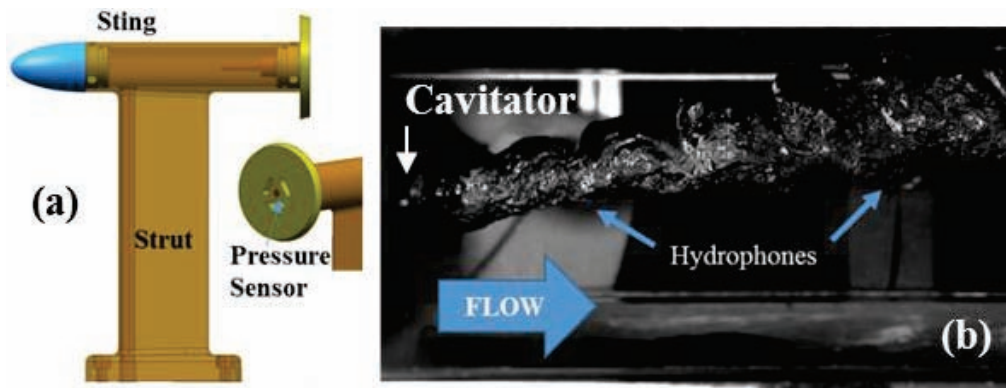 Sting
(a)
Strut
Pressure
Sensor
Cavitator
Hydrophones
FLOW
(b)